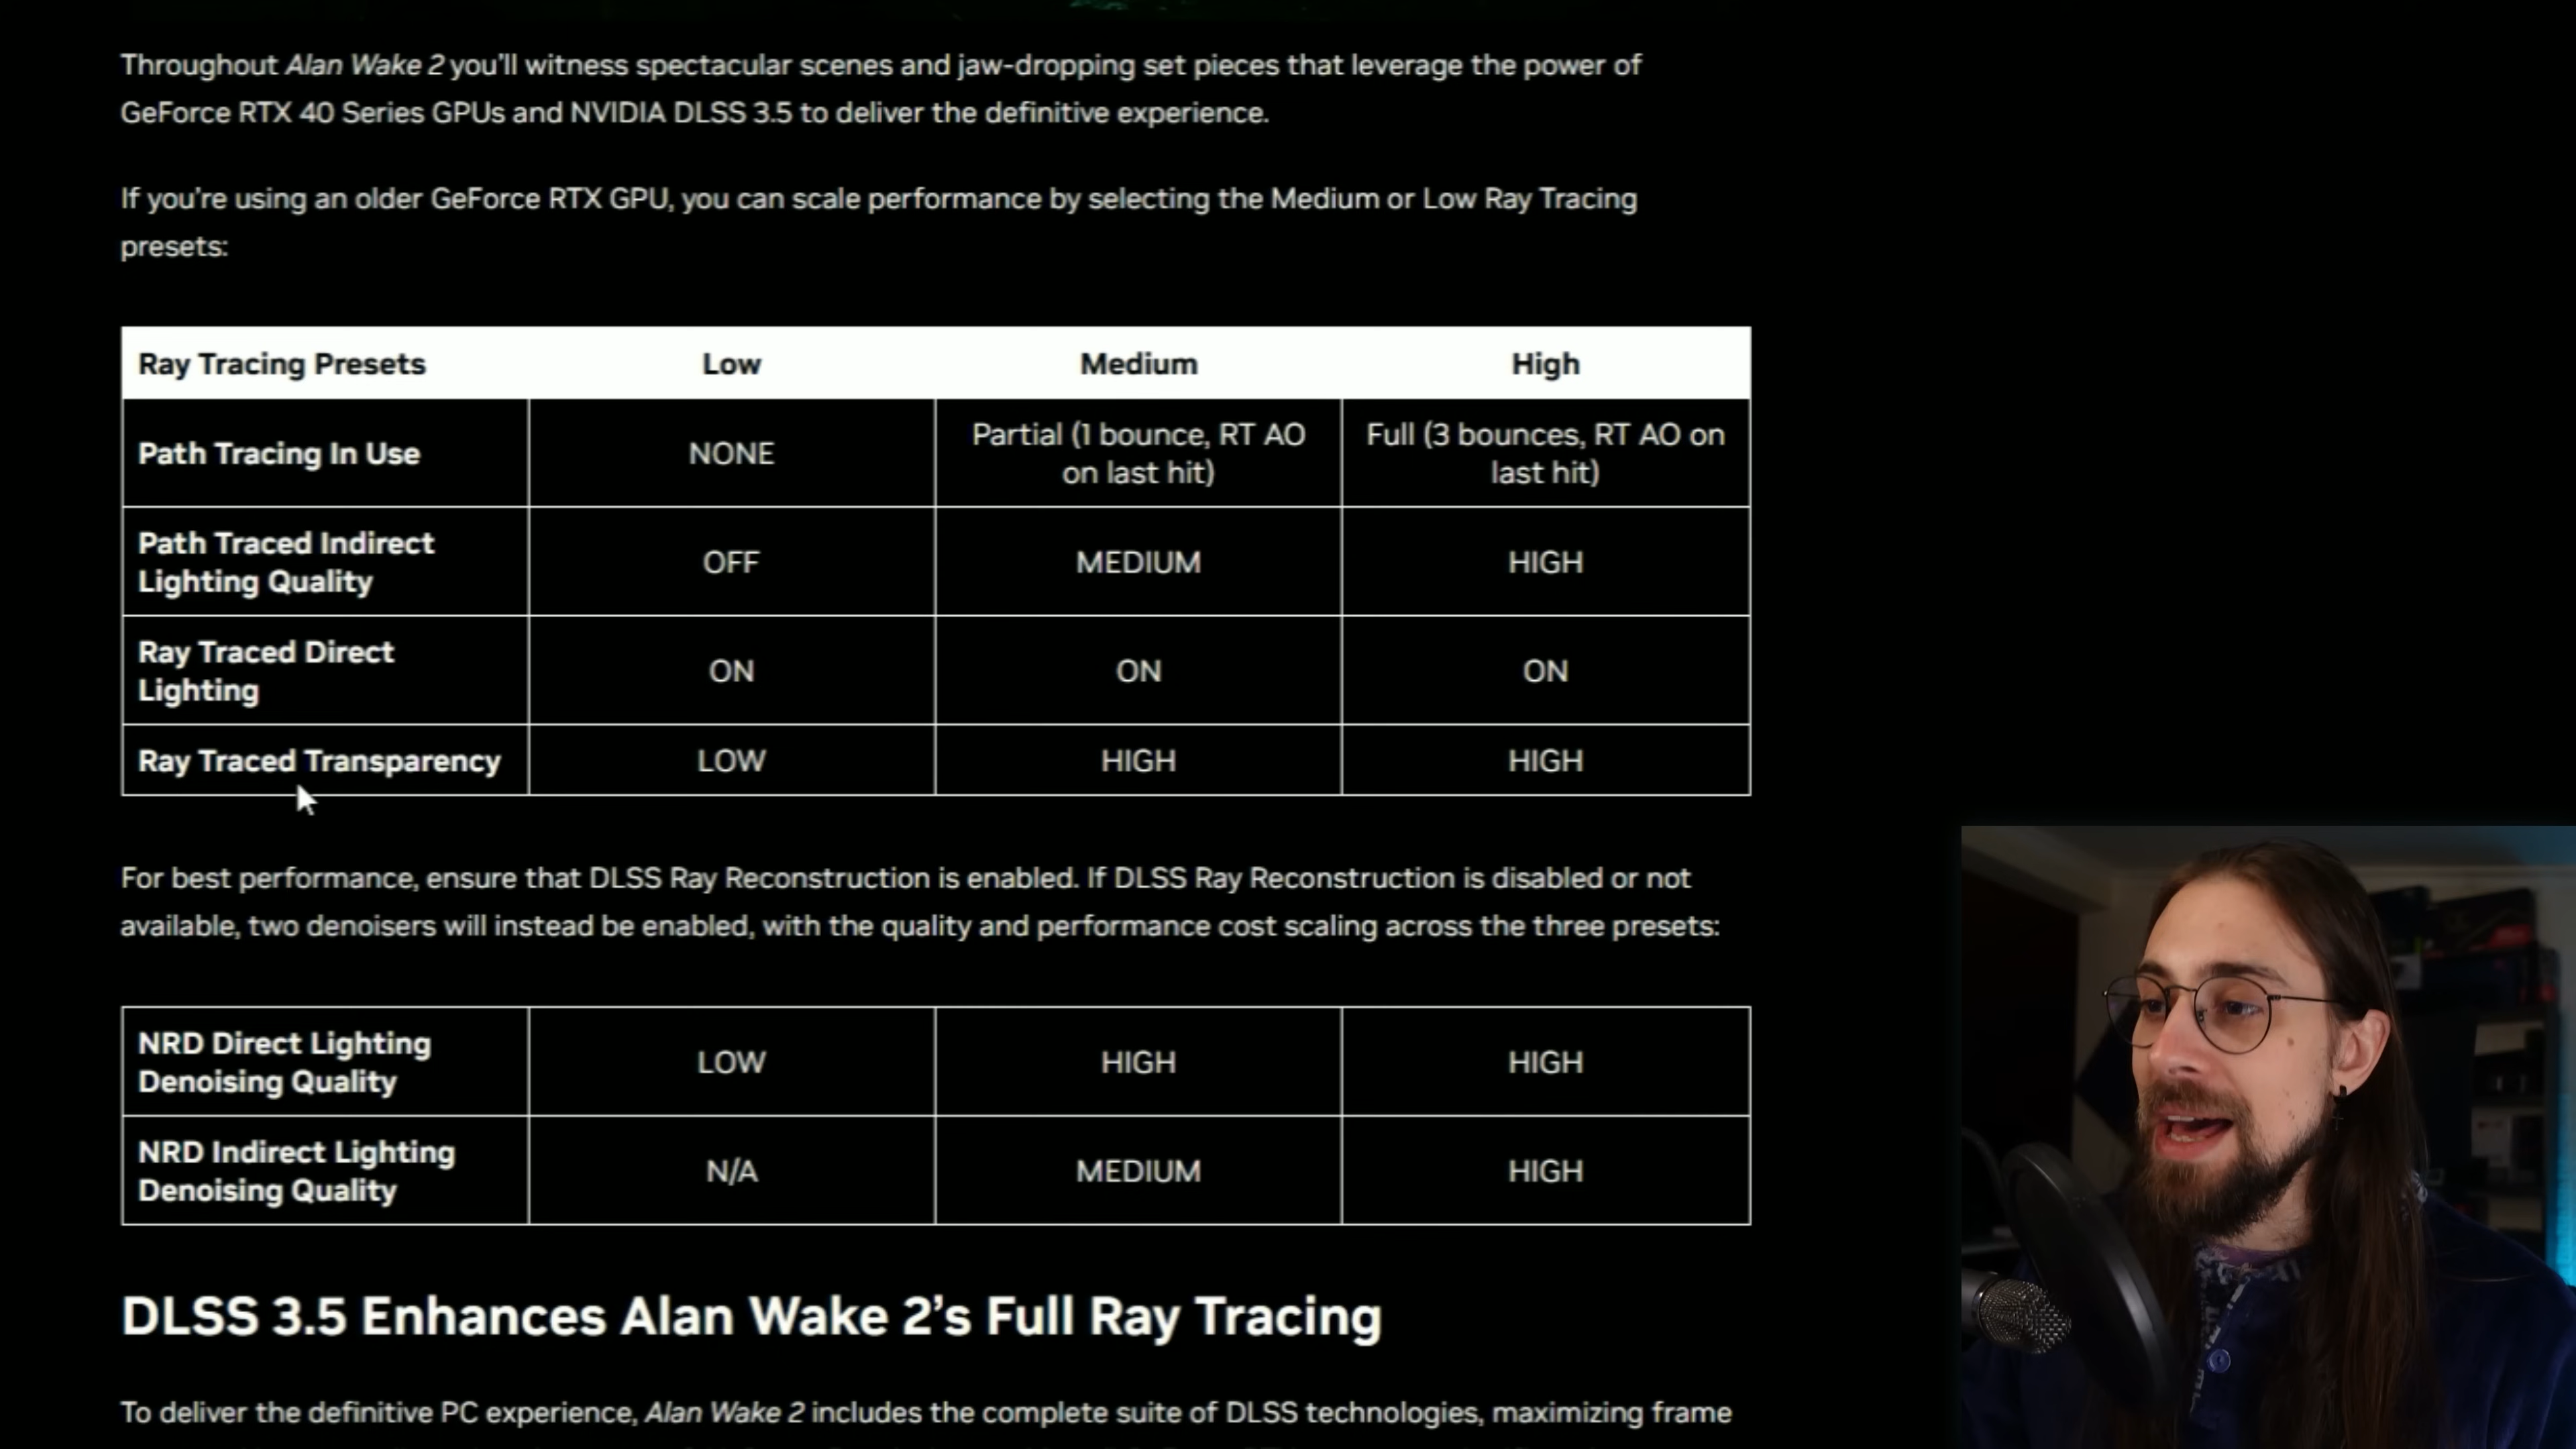 Throughout Alan Wake 2 you'll witness spectacular scenes and jaw-dropping set pieces that leverage the power of
GeForce RTX 40 Series GPUs and NVIDIA DLSS 3.5 to deliver the definitive experience.
If you're using an older GeForce RTX GPU, you can scale performance by selecting the Medium or Low Ray Tracing
presets:
Ray Tracing Presets Low Medium High
Path Tracing In Use NONE Partial (1 bounce, RT AO on last hit) Full (3 bounces, RT AO on last hit)
Path Traced Indirect Lighting Quality OFF MEDIUM HIGH
Ray Traced Direct Lighting ON ON ON
Ray Traced Transparency LOW HIGH HIGH
For best performance, ensure that DLSS Ray Reconstruction is enabled. If DLSS Ray Reconstruction is disabled or not
available, two denoisers will instead be enabled, with the quality and performance cost scaling across the three presets:
NRD Direct Lighting Denoising Quality LOW HIGH HIGH
NRD Indirect Lighting Denoising Quality N/A MEDIUM HIGH
DLSS 3.5 Enhances Alan Wake 2's Full Ray Tracing
To deliver the definitive PC experience, Alan Wake 2 includes the complete suite of DLSS technologies, maximizing frame